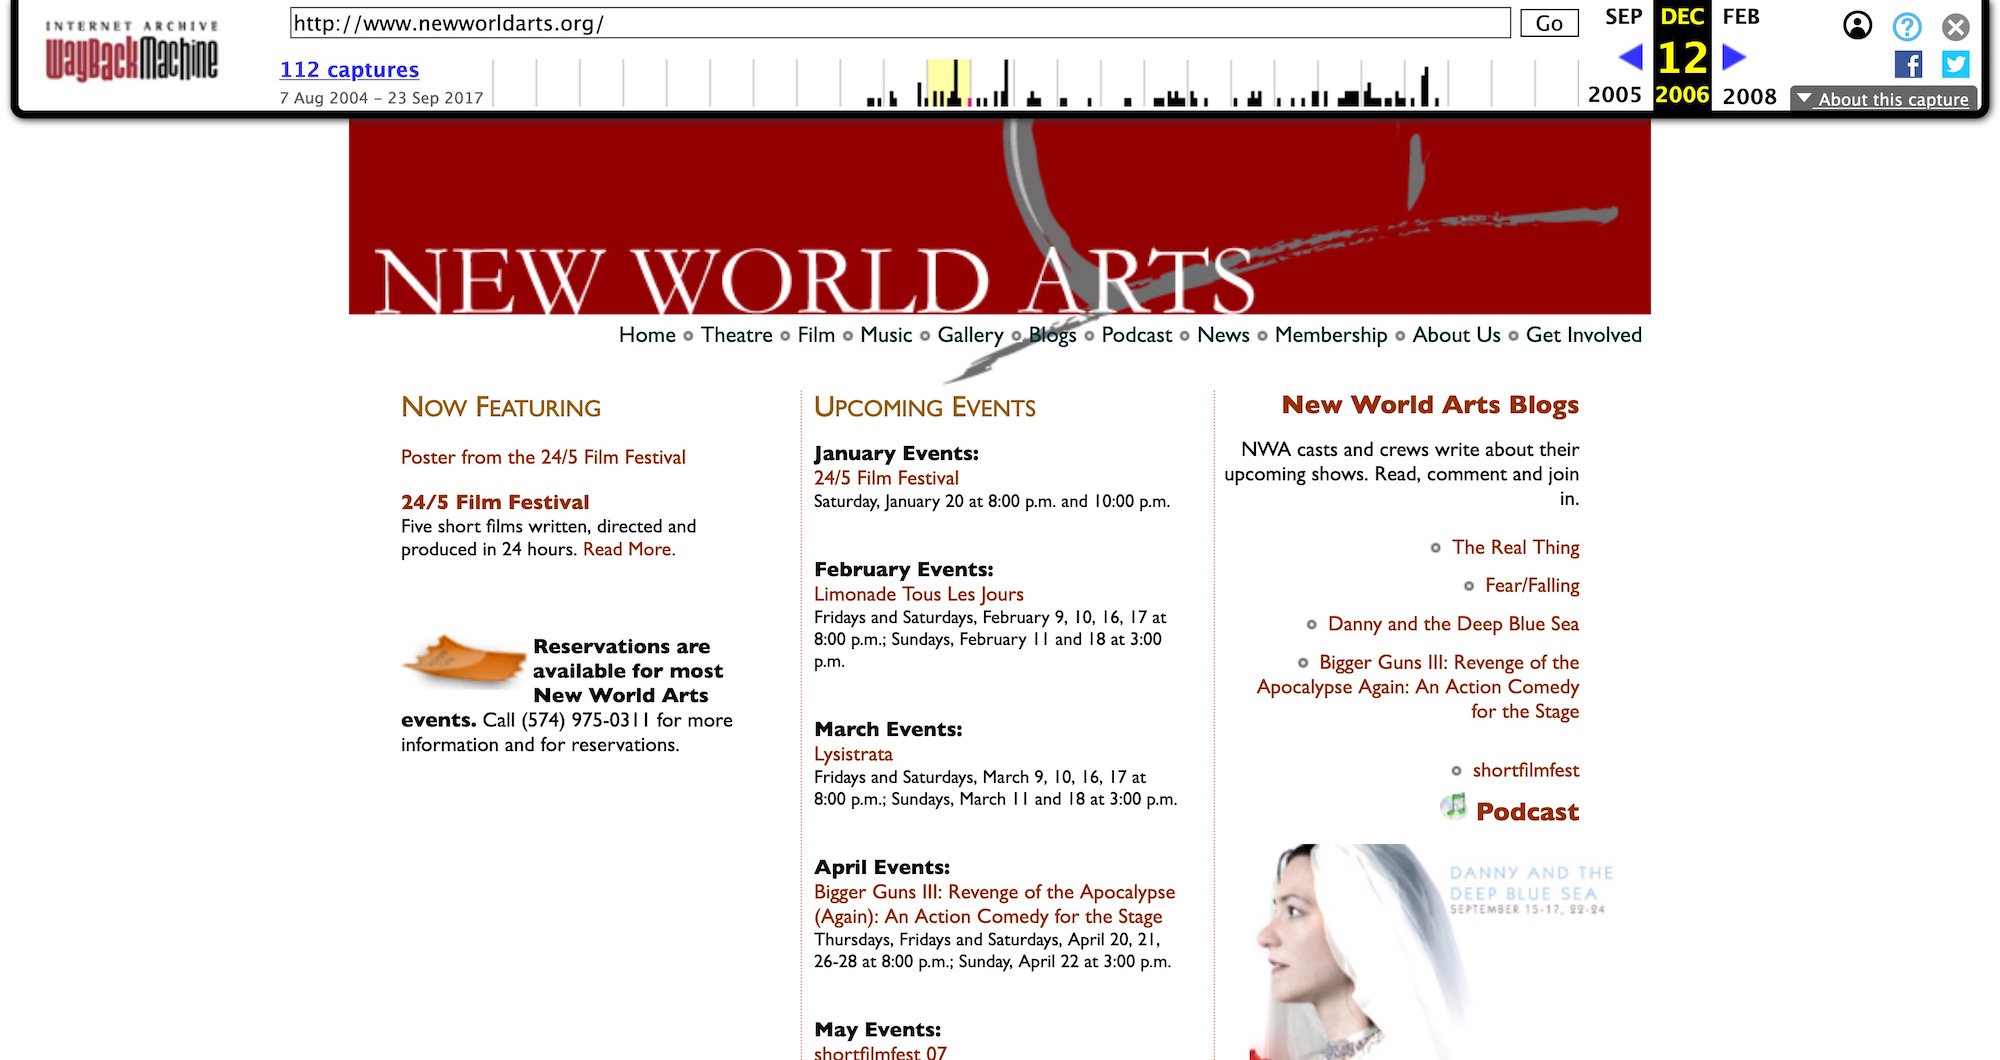 INTERNET ARCHIVE
WayBackMachine
http://www.newworldarts.org/
Go
112 captures
7 Aug 2004 – 23 Sep 2017
SEP DEC FEB
12
2005 2006 2008
About this capture
NEW WORLD ARTS
Home Theatre Film Music Gallery Blogs Podcast News Membership About Us Get Involved
NOW FEATURING
Poster from the 24/5 Film Festival
24/5 Film Festival
Five short films written, directed and
produced in 24 hours. Read More.
Reservations are
available for most
New World Arts
events. Call (574) 975-0311 for more
information and for reservations.
UPCOMING EVENTS
January Events:
24/5 Film Festival
Saturday, January 20 at 8:00 p.m. and 10:00 p.m.
February Events:
Limonade Tous Les Jours
Fridays and Saturdays, February 9, 10, 16, 17 at
8:00 p.m.; Sundays, February 11 and 18 at 3:00
p.m.
March Events:
Lysistrata
Fridays and Saturdays, March 9, 10, 16, 17 at
8:00 p.m.; Sundays, March 11 and 18 at 3:00 p.m.
April Events:
Bigger Guns III: Revenge of the Apocalypse
(Again): An Action Comedy for the Stage
Thursdays, Fridays and Saturdays, April 20, 21,
26-28 at 8:00 p.m.; Sunday, April 22 at 3:00 p.m.
May Events:
shortfilmfest 07
New World Arts Blogs
NWA casts and crews write about their
upcoming shows. Read, comment and join
in.
The Real Thing
Fear/Falling
Danny and the Deep Blue Sea
Bigger Guns III: Revenge of the
Apocalypse Again: An Action Comedy
for the Stage
shortfilmfest
Podcast
DANNY AND THE
DEEP BLUE SEA
SEPTEMBER 15-17, 22-24